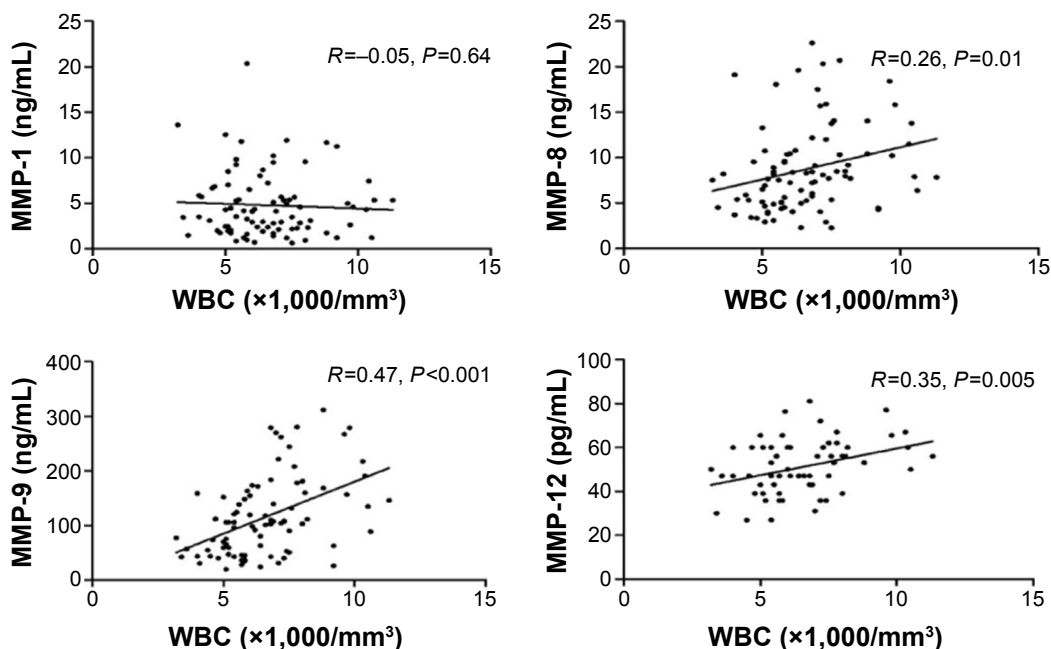 25
20
15
10
5
0
MMP-1 (ng/mL)
R=–0.05, P=0.64
0 5 10 15
WBC (×1,000/mm³)
25
20
15
10
5
0
MMP-8 (ng/mL)
R=0.26, P=0.01
0 5 10 15
WBC (×1,000/mm³)
400
300
200
100
0
MMP-9 (ng/mL)
R=0.47, P<0.001
0 5 10 15
WBC (×1,000/mm³)
100
80
60
40
20
0
MMP-12 (pg/mL)
R=0.35, P=0.005
0 5 10 15
WBC (×1,000/mm³)